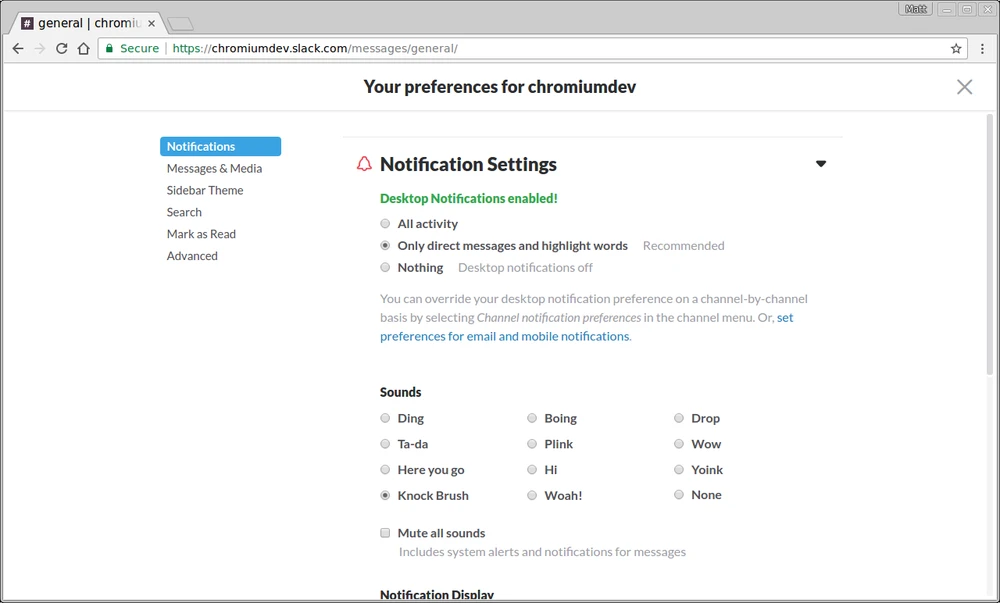 Matt
# general | chromiu
Secure | https://chromiumdev.slack.com/messages/general/
Your preferences for chromiumdev
Notifications
Messages & Media
Sidebar Theme
Search
Mark as Read
Advanced
Notification Settings
Desktop Notifications enabled!
All activity
Only direct messages and highlight words Recommended
Nothing Desktop notifications off
You can override your desktop notification preference on a channel-by-channel
basis by selecting Channel notification preferences in the channel menu. Or, set
preferences for email and mobile notifications.
Sounds
Ding Boing Drop
Ta-da Plink Wow
Here you go Hi Yoink
Knock Brush Woah! None
Mute all sounds
Includes system alerts and notifications for messages
Notification Display